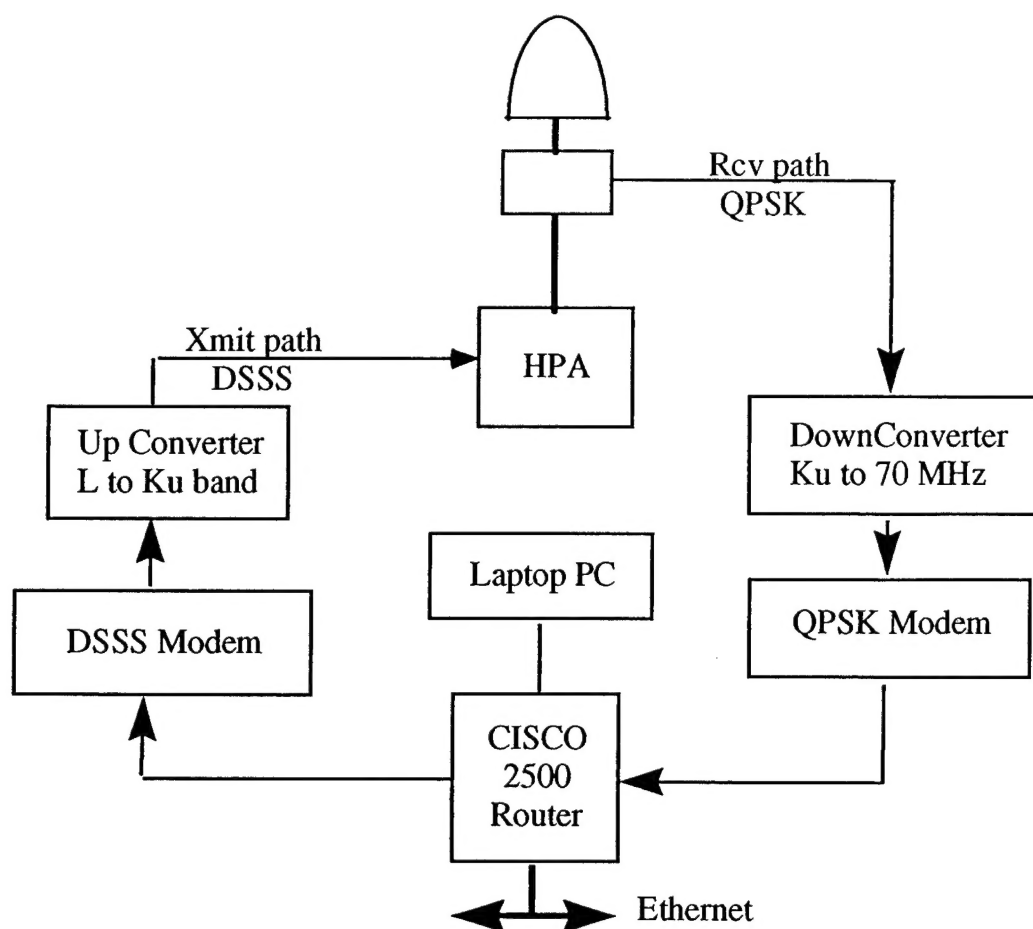 Rcv path
QPSK
Xmit path
DSSS
HPA
Up Converter
L to Ku band
DownConverter
Ku to 70 MHz
Laptop PC
DSSS Modem
QPSK Modem
CISCO
2500
Router
Ethernet